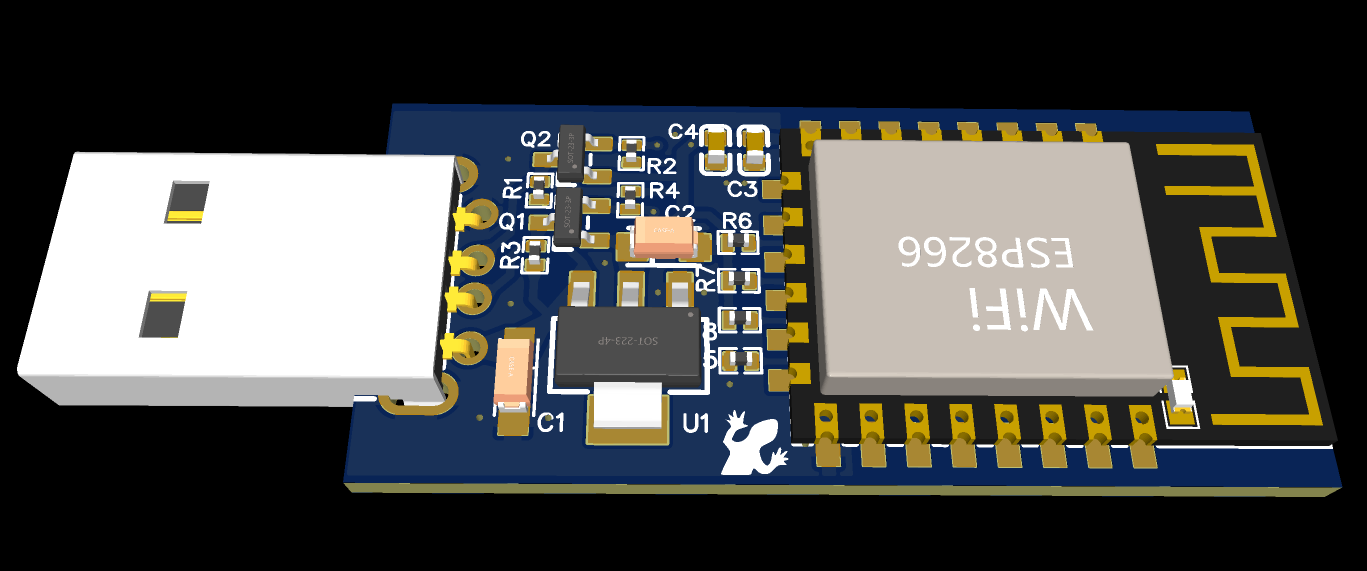 Q2
C4
R2
R1
R4
C3
Q1
C2
R6
R3
R7
SOT-223-4P
C1
U1
WiFi
ESP8266